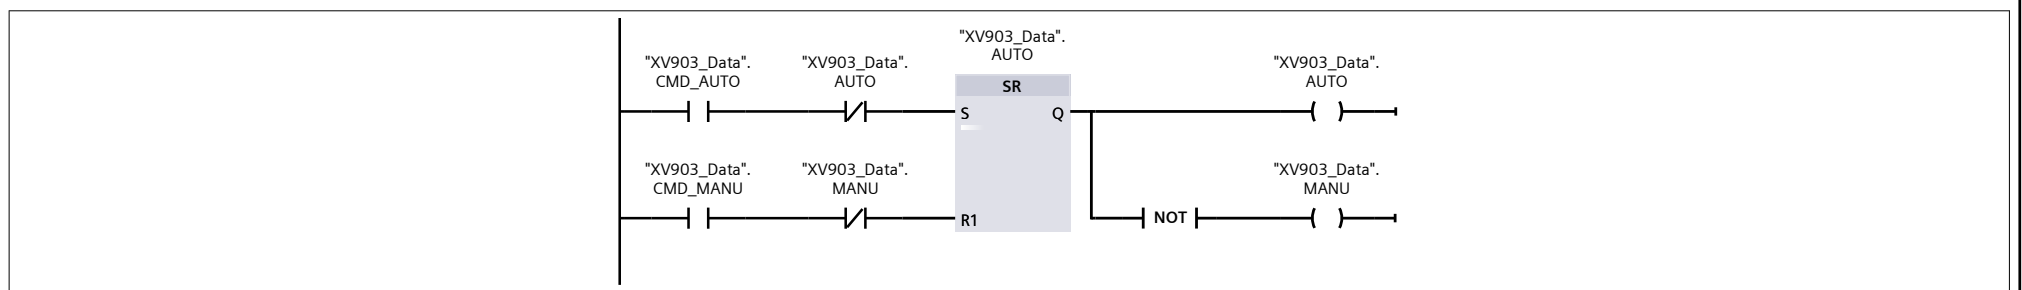 "XV903_Data".
AUTO
"XV903_Data".
CMD_AUTO
"XV903_Data".
AUTO
SR
S
Q
"XV903_Data".
AUTO
"XV903_Data".
CMD_MANU
"XV903_Data".
MANU
R1
NOT
"XV903_Data".
MANU